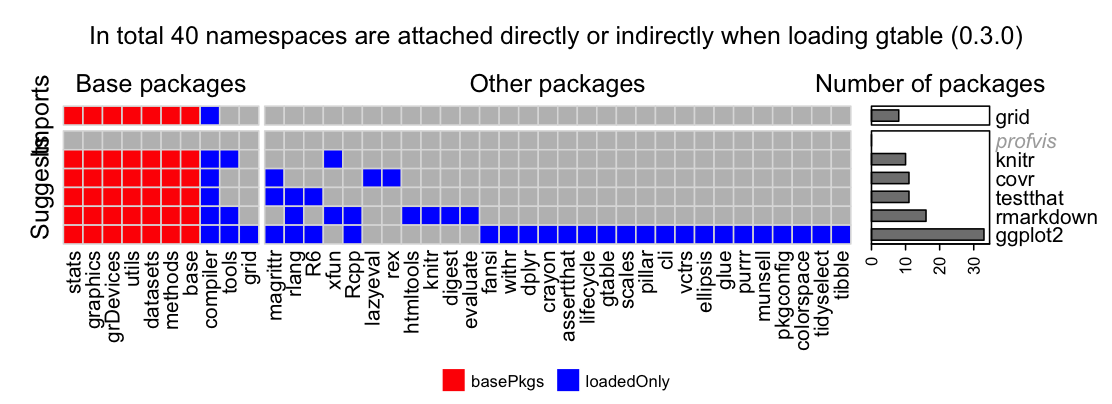 In total 40 namespaces are attached directly or indirectly when loading gtable (0.3.0)
Base packages
Other packages
Number of packages
Imports
Suggests
grid
profvis
knitr
covr
testthat
rmarkdown
ggplot2
0
10
20
30
stats
graphics
grDevices
utils
datasets
methods
base
compiler
tools
grid
magrittr
rlang
R6
xfun
Rcpp
lazyeval
rex
htmltools
knitr
digest
evaluate
fansi
withr
dplyr
crayon
assertthat
lifecycle
gtable
scales
pillar
cli
vctrs
ellipsis
glue
purrr
munsell
pkgconfig
colorspace
tidyselect
tibble
basePkgs
loadedOnly